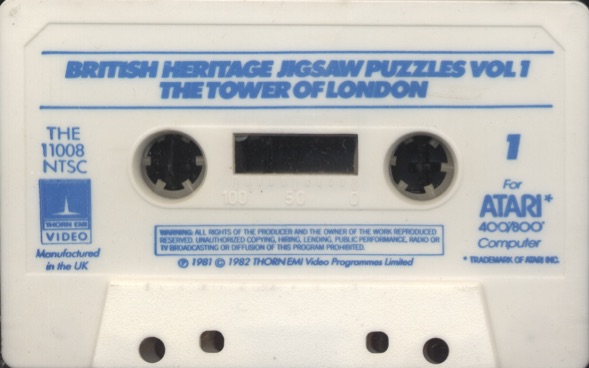 BRITISH HERITAGE JIGSAW PUZZLES VOL 1
THE TOWER OF LONDON
THE
11008
NTSC
THORN EMI
VIDEO
Manufactured
in the UK
100 50 0
1
For
ATARI*
400/800*
Computer
* TRADEMARK OF ATARI INC.
WARNING: ALL RIGHTS OF THE PRODUCER AND THE OWNER OF THE WORK REPRODUCED
RESERVED. UNAUTHORIZED COPYING, HIRING, LENDING, PUBLIC PERFORMANCE, RADIO OR
TV BROADCASTING OR DIFFUSION OF THIS PROGRAM PROHIBITED.
℗ 1981 © 1982 THORN EMI Video Programmes Limited